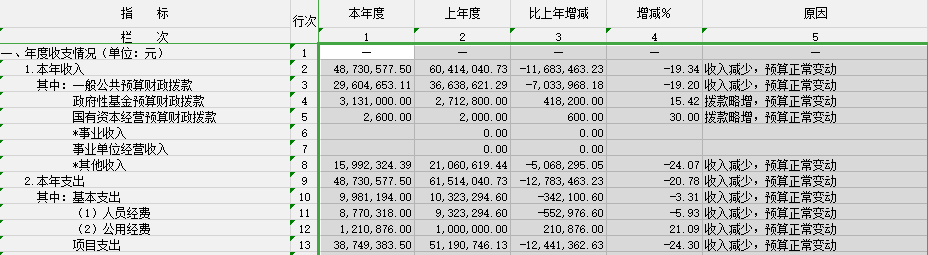 指 标 行次 本年度 上年度 比上年增减 增减% 原因
栏 次 1 2 3 4 5
一、年度收支情况（单位：元） 1 — — — — —
1.本年收入 2 48,730,577.50 60,414,040.73 -11,683,463.23 -19.34 收入减少，预算正常变动
其中：一般公共预算财政拨款 3 29,604,653.11 36,638,621.29 -7,033,968.18 -19.20 收入减少，预算正常变动
政府性基金预算财政拨款 4 3,131,000.00 2,712,800.00 418,200.00 15.42 拨款略增，预算正常变动
国有资本经营预算财政拨款 5 2,600.00 2,000.00 600.00 30.00 拨款略增，预算正常变动
*事业收入 6 0.00 0.00
事业单位经营收入 7 0.00 0.00
*其他收入 8 15,992,324.39 21,060,619.44 -5,068,295.05 -24.07 收入减少，预算正常变动
2.本年支出 9 48,730,577.50 61,514,040.73 -12,783,463.23 -20.78 收入减少，预算正常变动
其中：基本支出 10 9,981,194.00 10,323,294.60 -342,100.60 -3.31 收入减少，预算正常变动
（1）人员经费 11 8,770,318.00 9,323,294.60 -552,976.60 -5.93 收入减少，预算正常变动
（2）公用经费 12 1,210,876.00 1,000,000.00 210,876.00 21.09 收入减少，预算正常变动
项目支出 13 38,749,383.50 51,190,746.13 -12,441,362.63 -24.30 收入减少，预算正常变动